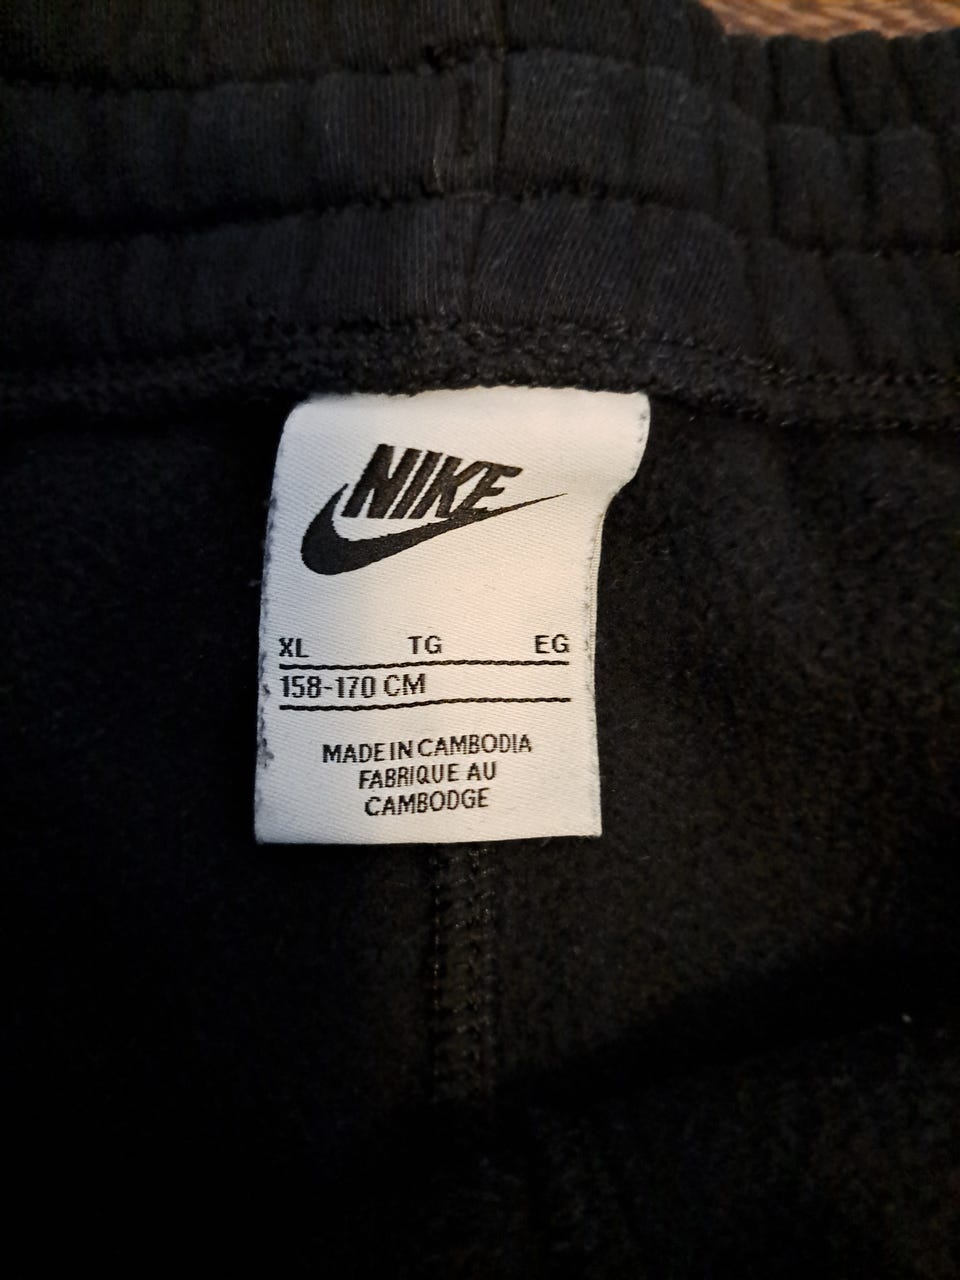 NIKE
XL TG EG
158-170 CM
MADE IN CAMBODIA
FABRIQUE AU
CAMBODGE